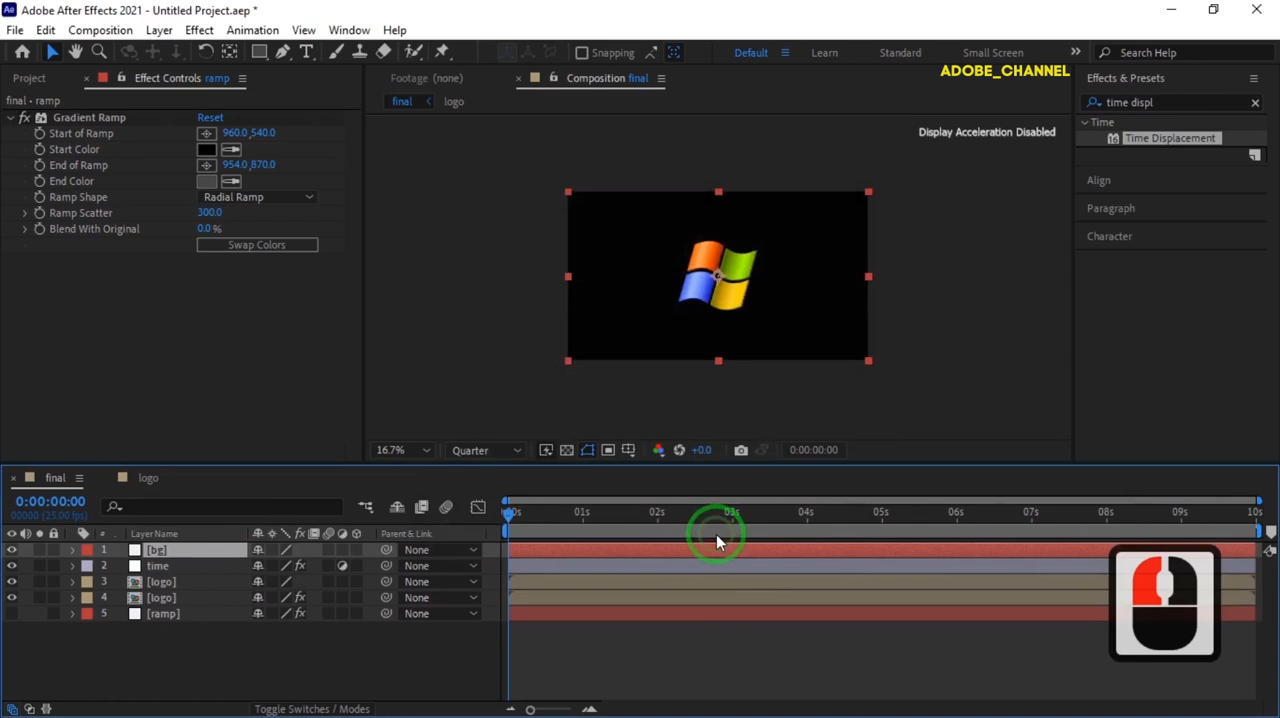 Adobe After Effects 2021 - Untitled Project.aep *
File Edit Composition Layer Effect Animation View Window Help
Snapping Default Learn Standard Small Screen Search Help
ADOBE_CHANNEL
Project Effect Controls ramp Footage (none) Composition final Effects & Presets
final • ramp final logo time displ
Gradient Ramp Reset Time
Start of Ramp 960.0,540.0 Display Acceleration Disabled Time Displacement
Start Color
End of Ramp 954.0,870.0
End Color Align
Ramp Shape Radial Ramp
Ramp Scatter 300.0 Paragraph
Blend With Original 0.0 %
Swap Colors Character
16.7% Quarter +0.0 0:00:00:00
final logo
0:00:00:00
00000 (25.00 fps) :00s 01s 02s 03s 04s 05s 06s 07s 08s 09s 10s
Layer Name Parent & Link
1 [bg] None
2 time None
3 [logo] None
4 [logo] None
5 [ramp] None
Toggle Switches / Modes